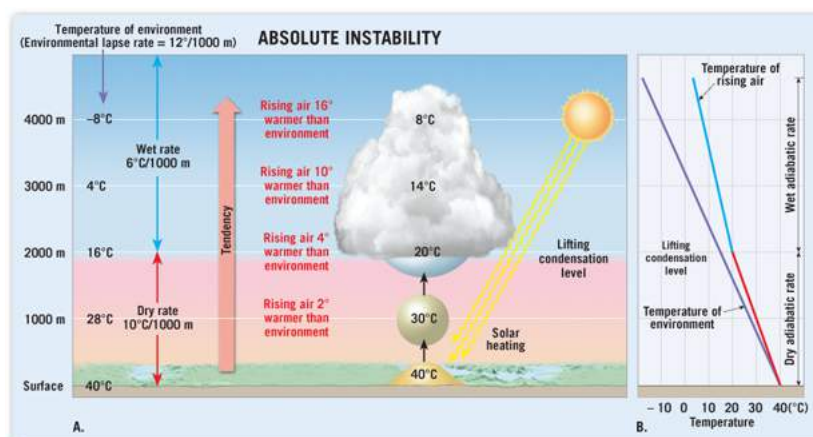 Temperature of environment
(Environmental lapse rate = 12°/1000 m)
ABSOLUTE INSTABILITY
4000 m
–8°C
Wet rate
6°C/1000 m
Rising air 16°
warmer than
environment
8°C
3000 m
4°C
Rising air 10°
warmer than
environment
14°C
Tendency
2000 m
16°C
Rising air 4°
warmer than
environment
20°C
Lifting
condensation
level
Dry rate
10°C/1000 m
1000 m
28°C
Rising air 2°
warmer than
environment
30°C
Solar
heating
Surface
40°C
40°C
A.
Temperature of
rising air
Wet adiabatic rate
Lifting
condensation
level
Temperature of
environment
Dry adiabatic rate
–10 0 10 20 30 40(°C)
Temperature
B.